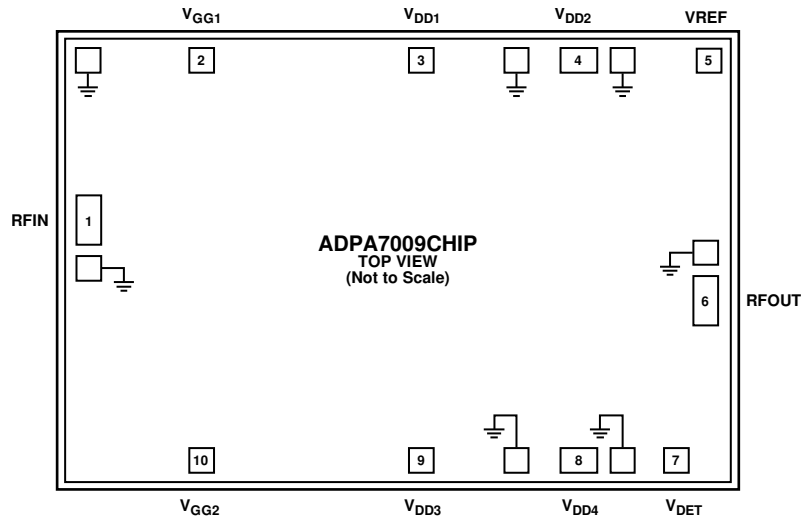 VGG1 VDD1 VDD2 VREF
2 3 4 5
RFIN 1
ADPA7009CHIP
TOP VIEW
(Not to Scale)
6 RFOUT
10 9 8 7
VGG2 VDD3 VDD4 VDET